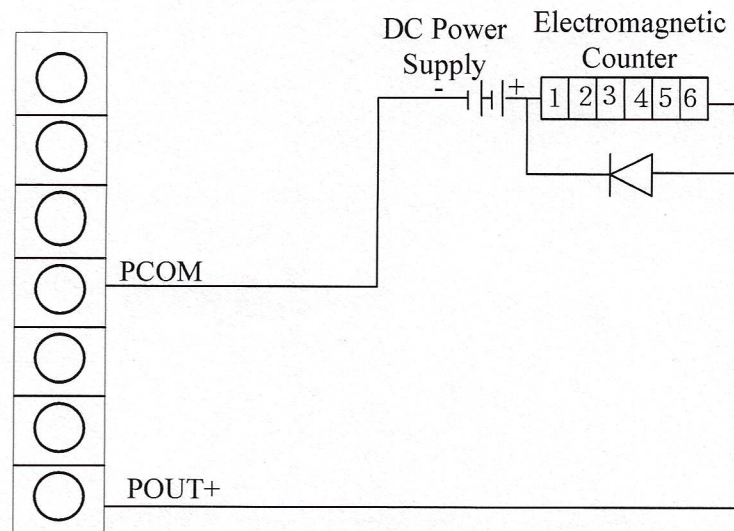 DC Power
Supply
Electromagnetic
Counter
- +
1 2 3 4 5 6
PCOM
POUT+